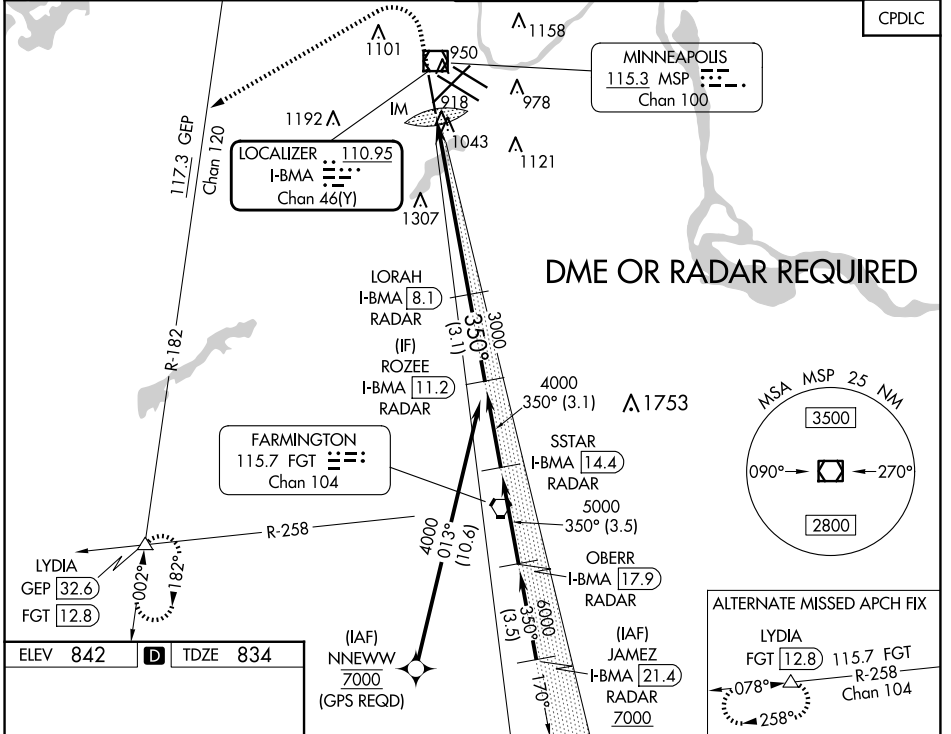 CPDLC
1101
1158
950
MINNEAPOLIS
115.3 MSP
Chan 100
978
IM
918
1192
1043
1121
117.3 GEP
Chan 120
LOCALIZER 110.95
I-BMA
Chan 46(Y)
1307
DME OR RADAR REQUIRED
LORAH
I-BMA 8.1
RADAR
350°
(3.1)
3000
(IF)
ROZEE
I-BMA 11.2
RADAR
4000
350° (3.1)
1753
MSA MSP 25 NM
3500
090°
270°
2800
R-182
FARMINGTON
115.7 FGT
Chan 104
SSTAR
I-BMA 14.4
RADAR
5000
350° (3.5)
R-258
4000
013°
(10.6)
OBERR
I-BMA 17.9
RADAR
LYDIA
GEP 32.6
FGT 12.8
002°
182°
6000
350°
(3.5)
(IAF)
JAMEZ
I-BMA 21.4
RADAR
7000
170°
(IAF)
NNEWW
7000
(GPS REQD)
ELEV 842 D TDZE 834
ALTERNATE MISSED APCH FIX
LYDIA
FGT 12.8 115.7 FGT
R-258
Chan 104
078°
258°